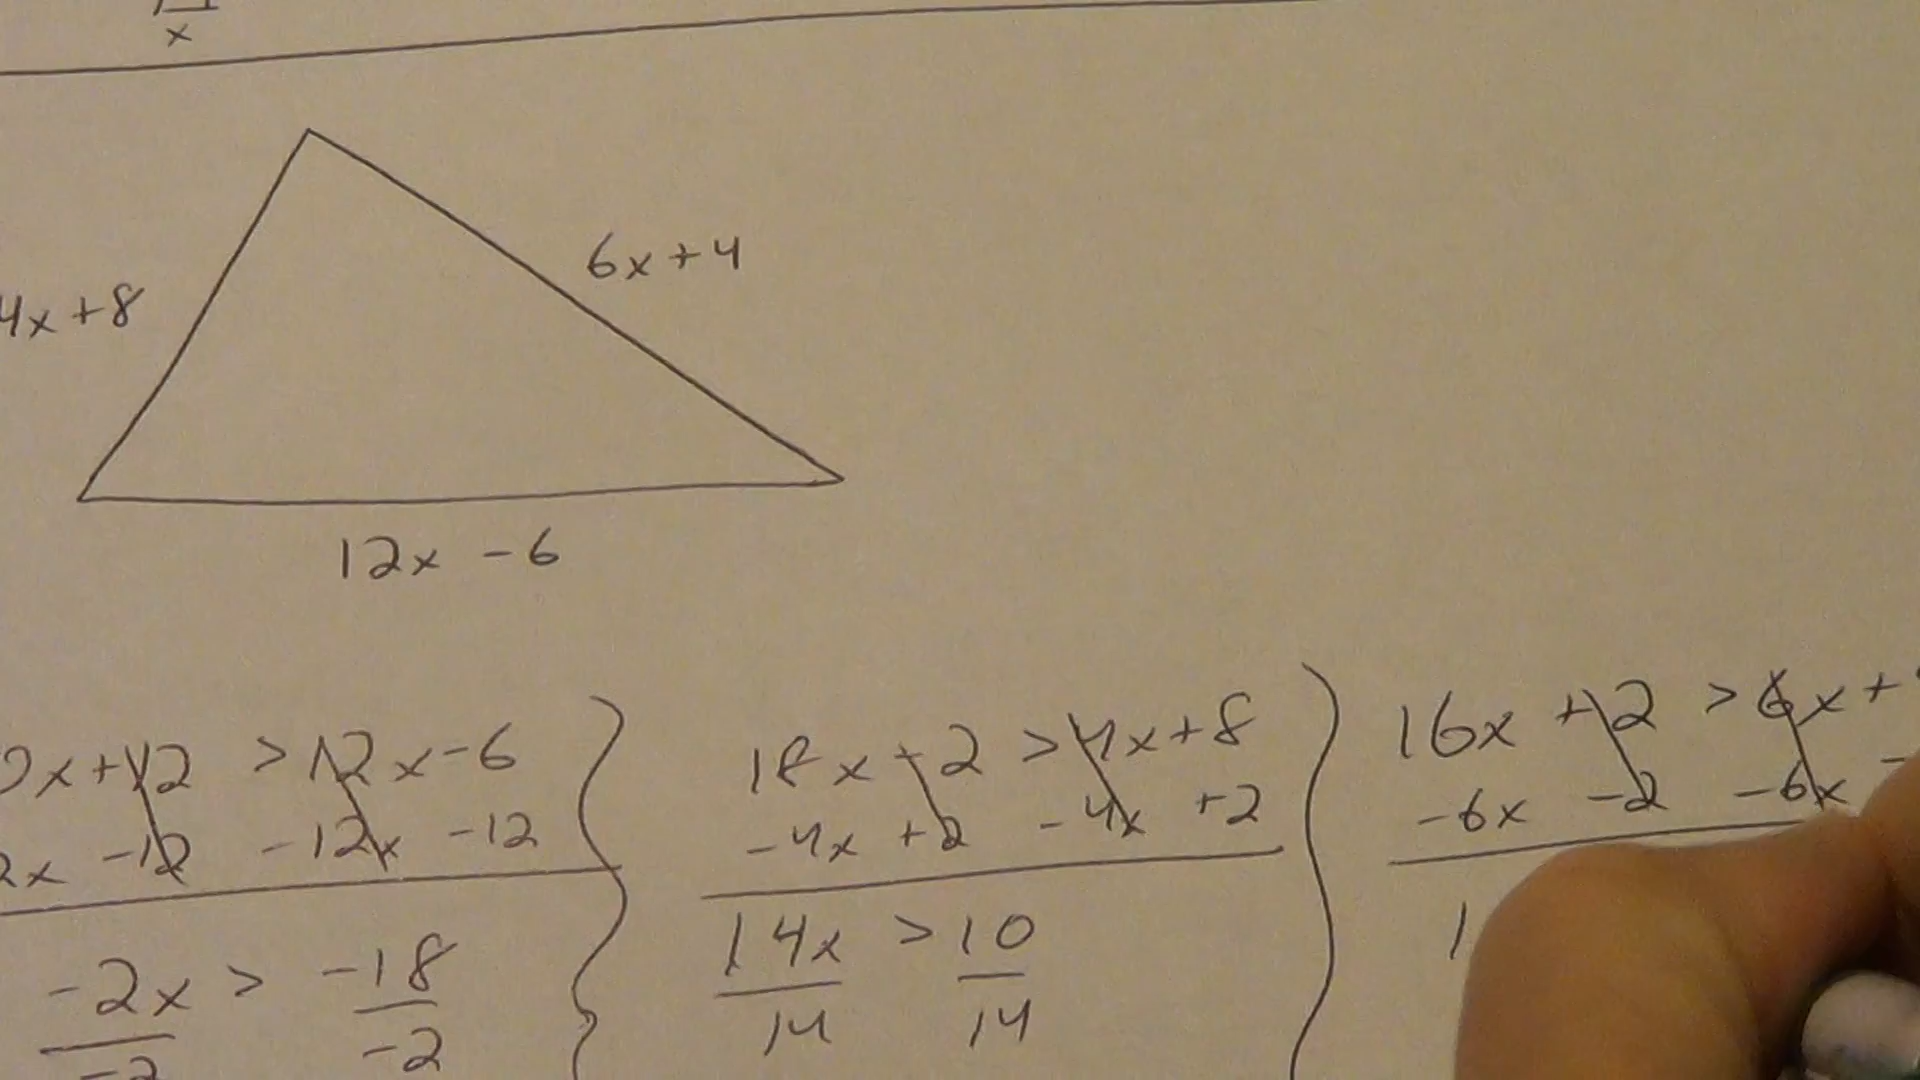 x
6x+4
4x+8
12x -6
x+12 > 12x-6
x -12 -12x -12
-2x > -18
-2 -2
18x -2 > 4x+8
-4x +2 -4x +2
14x > 10
14 14
16x +2 > 6x+
-6x -2 -6x -
1